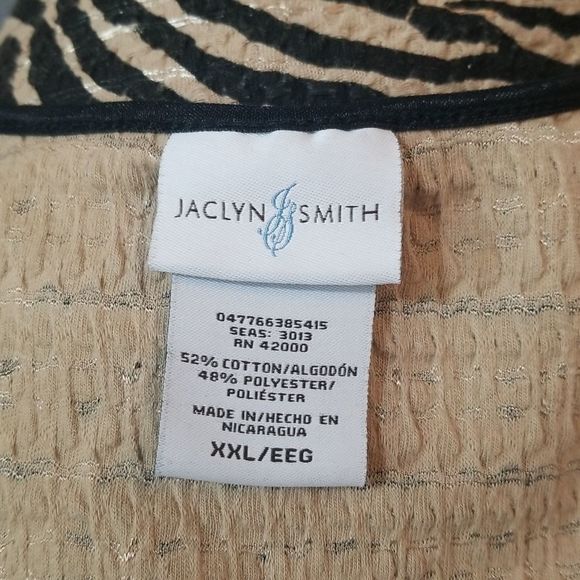 JACLYN JS SMITH
047766385415
SEAS: 3013
RN 42000
52% COTTON/ALGODÓN
48% POLYESTER/
POLIÉSTER
MADE IN/HECHO EN
NICARAGUA
XXL/EEG